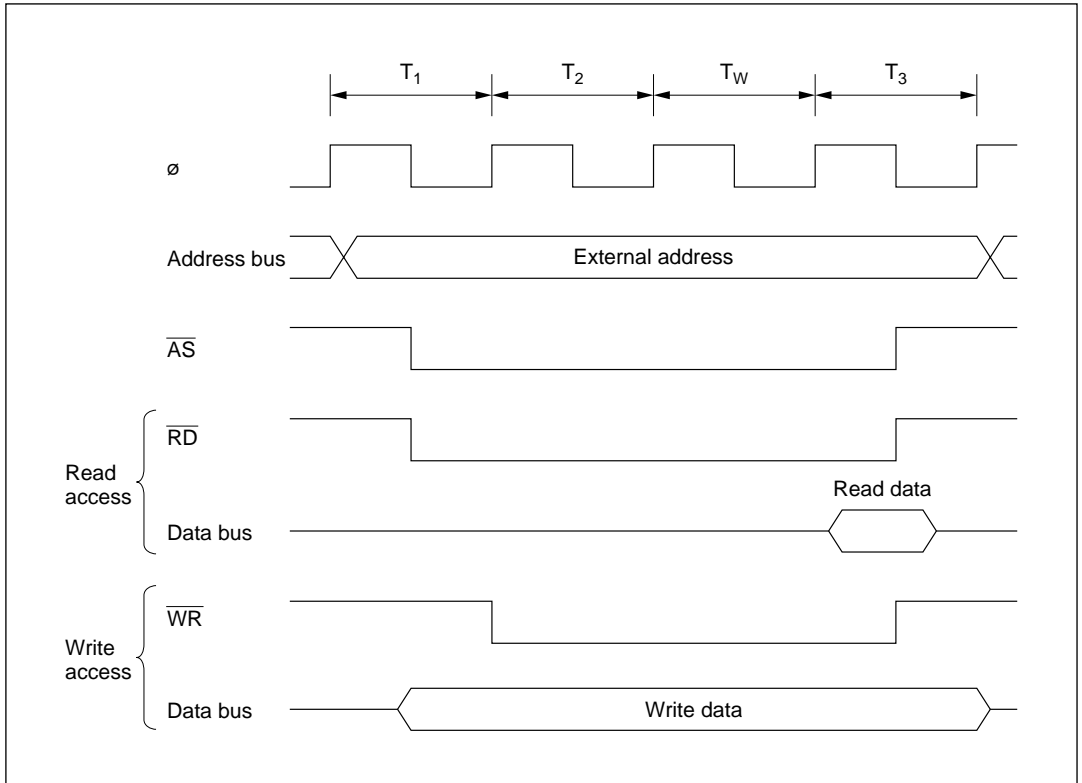 T1 T2 TW T3
ø
Address bus External address
AS
RD
Read access
Read data
Data bus
WR
Write access
Data bus Write data